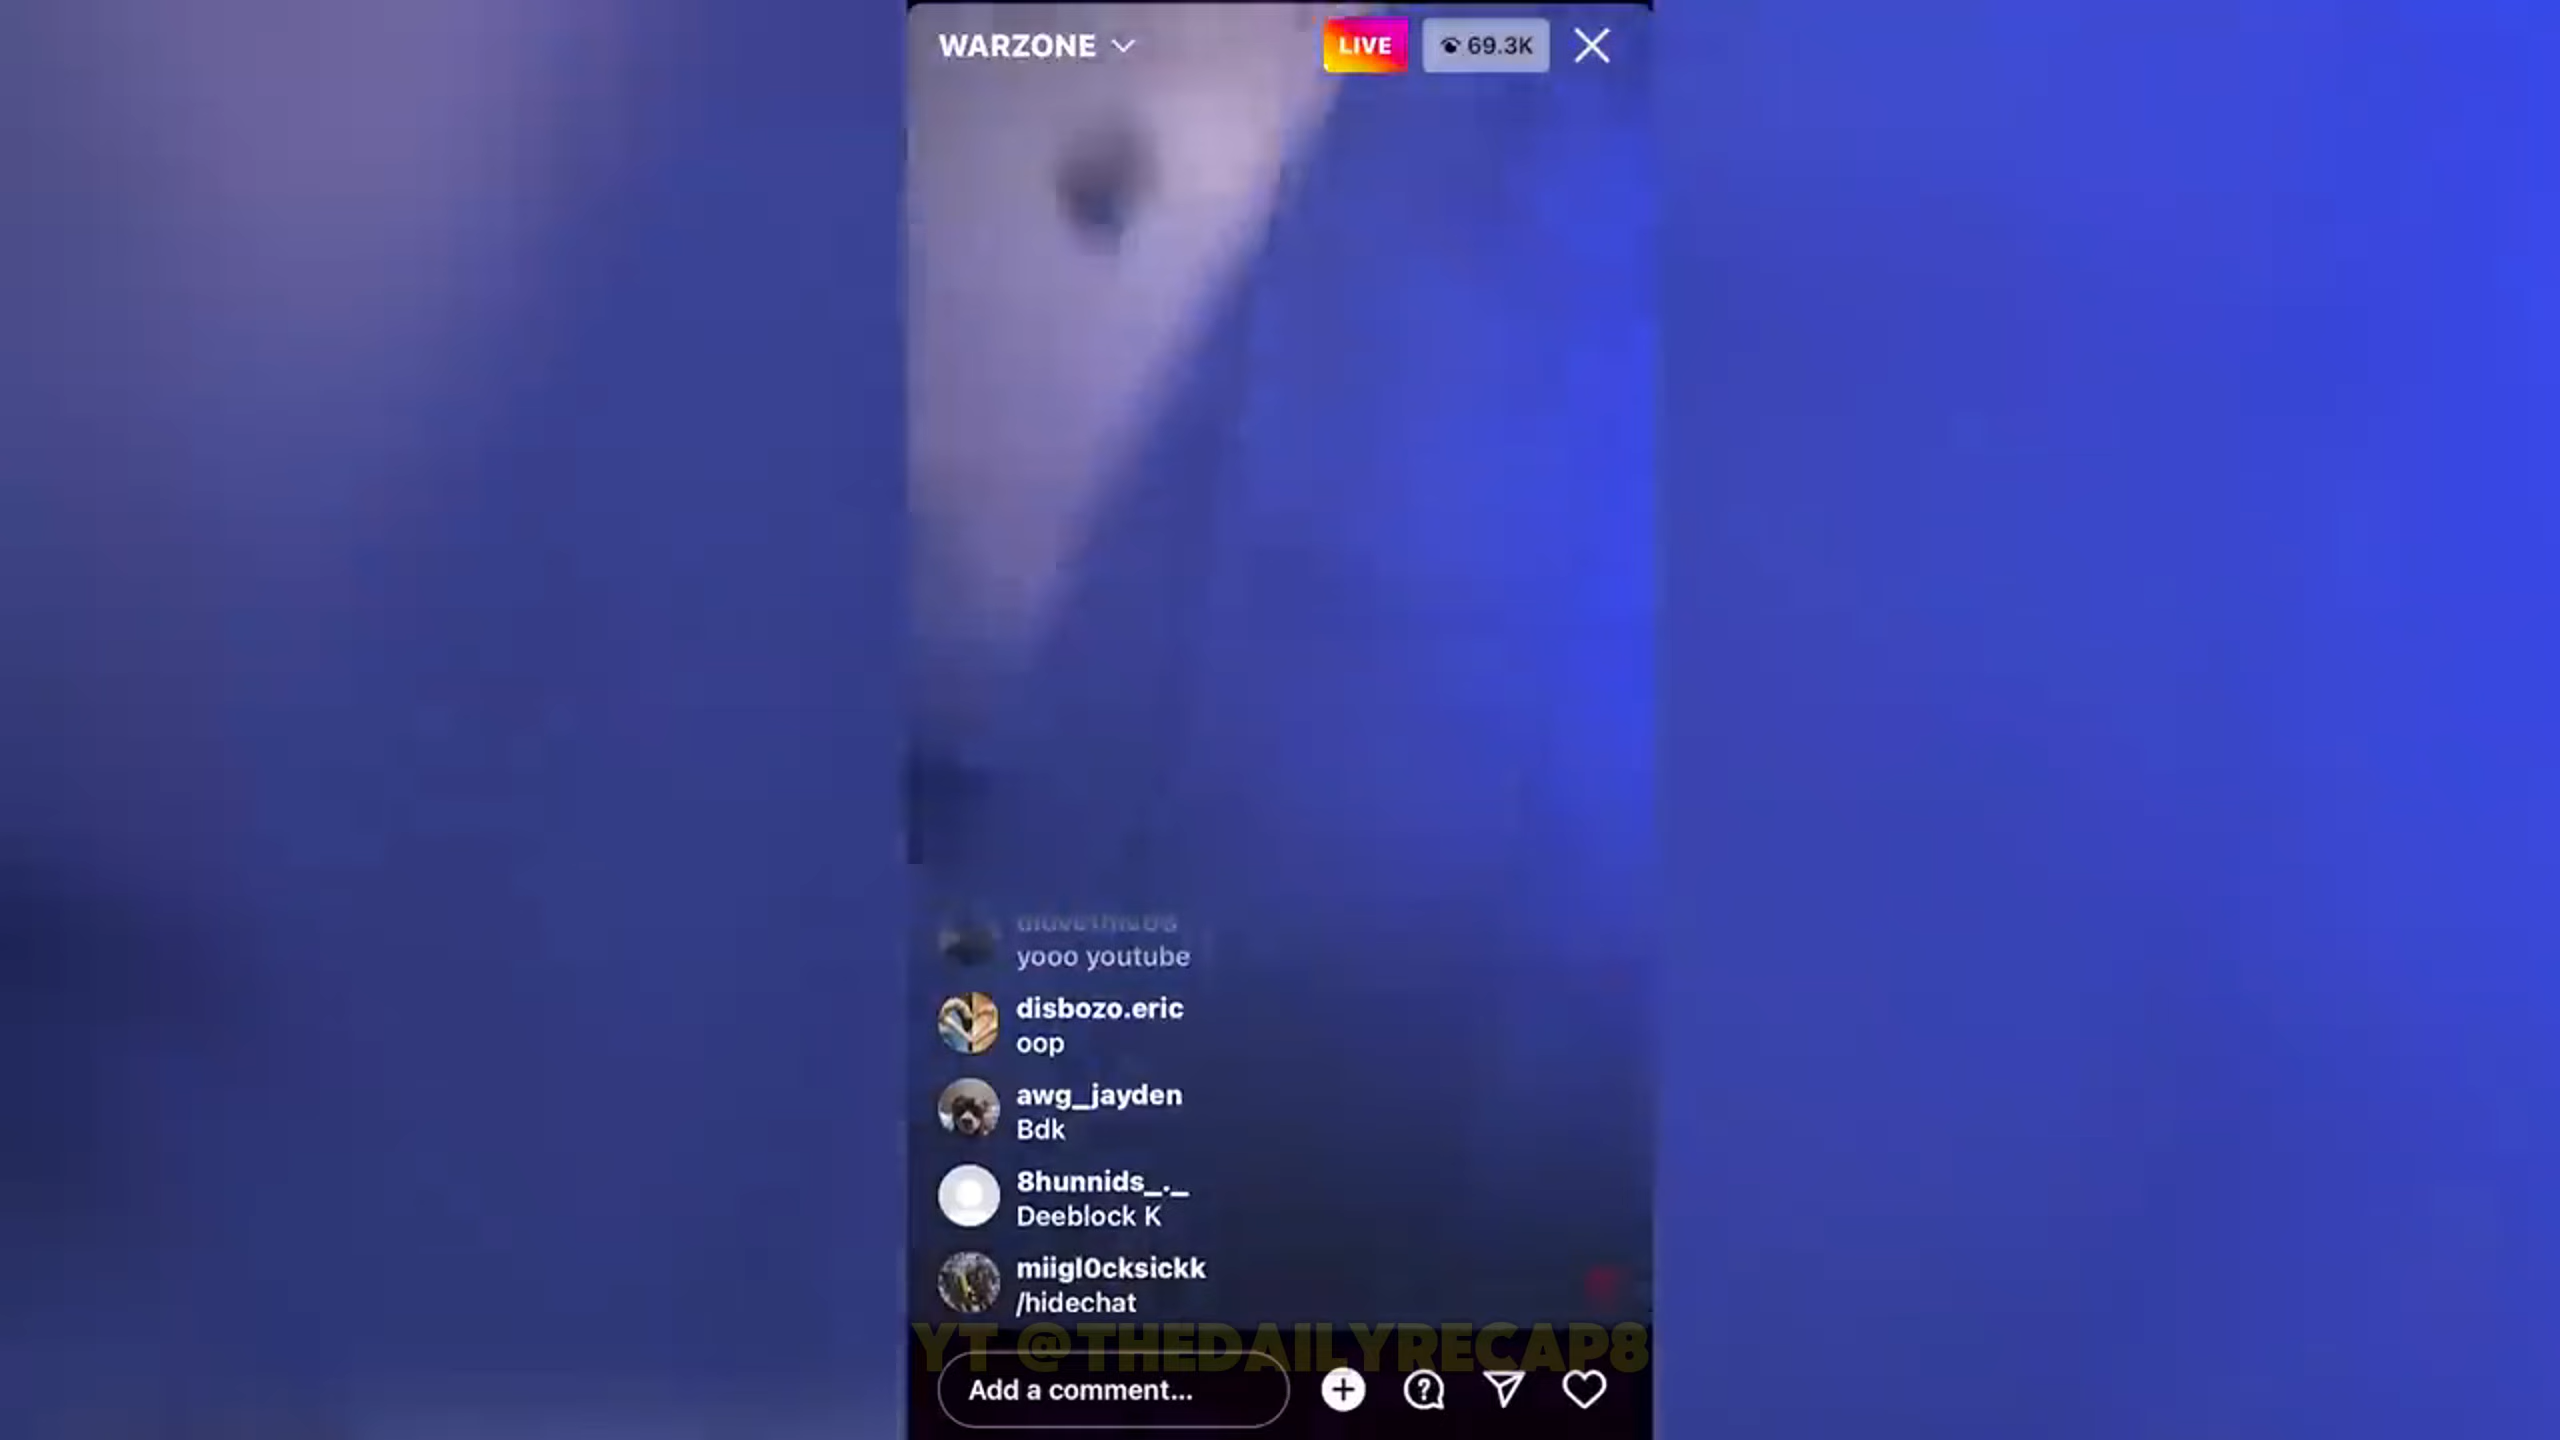 WARZONE
LIVE
69.3K
yooo youtube
disbozo.eric
oop
awg_jayden
Bdk
8hunnids_._
Deeblock K
miigl0cksickk
/hidechat
YT @THEDAILYRECAP8
Add a comment...